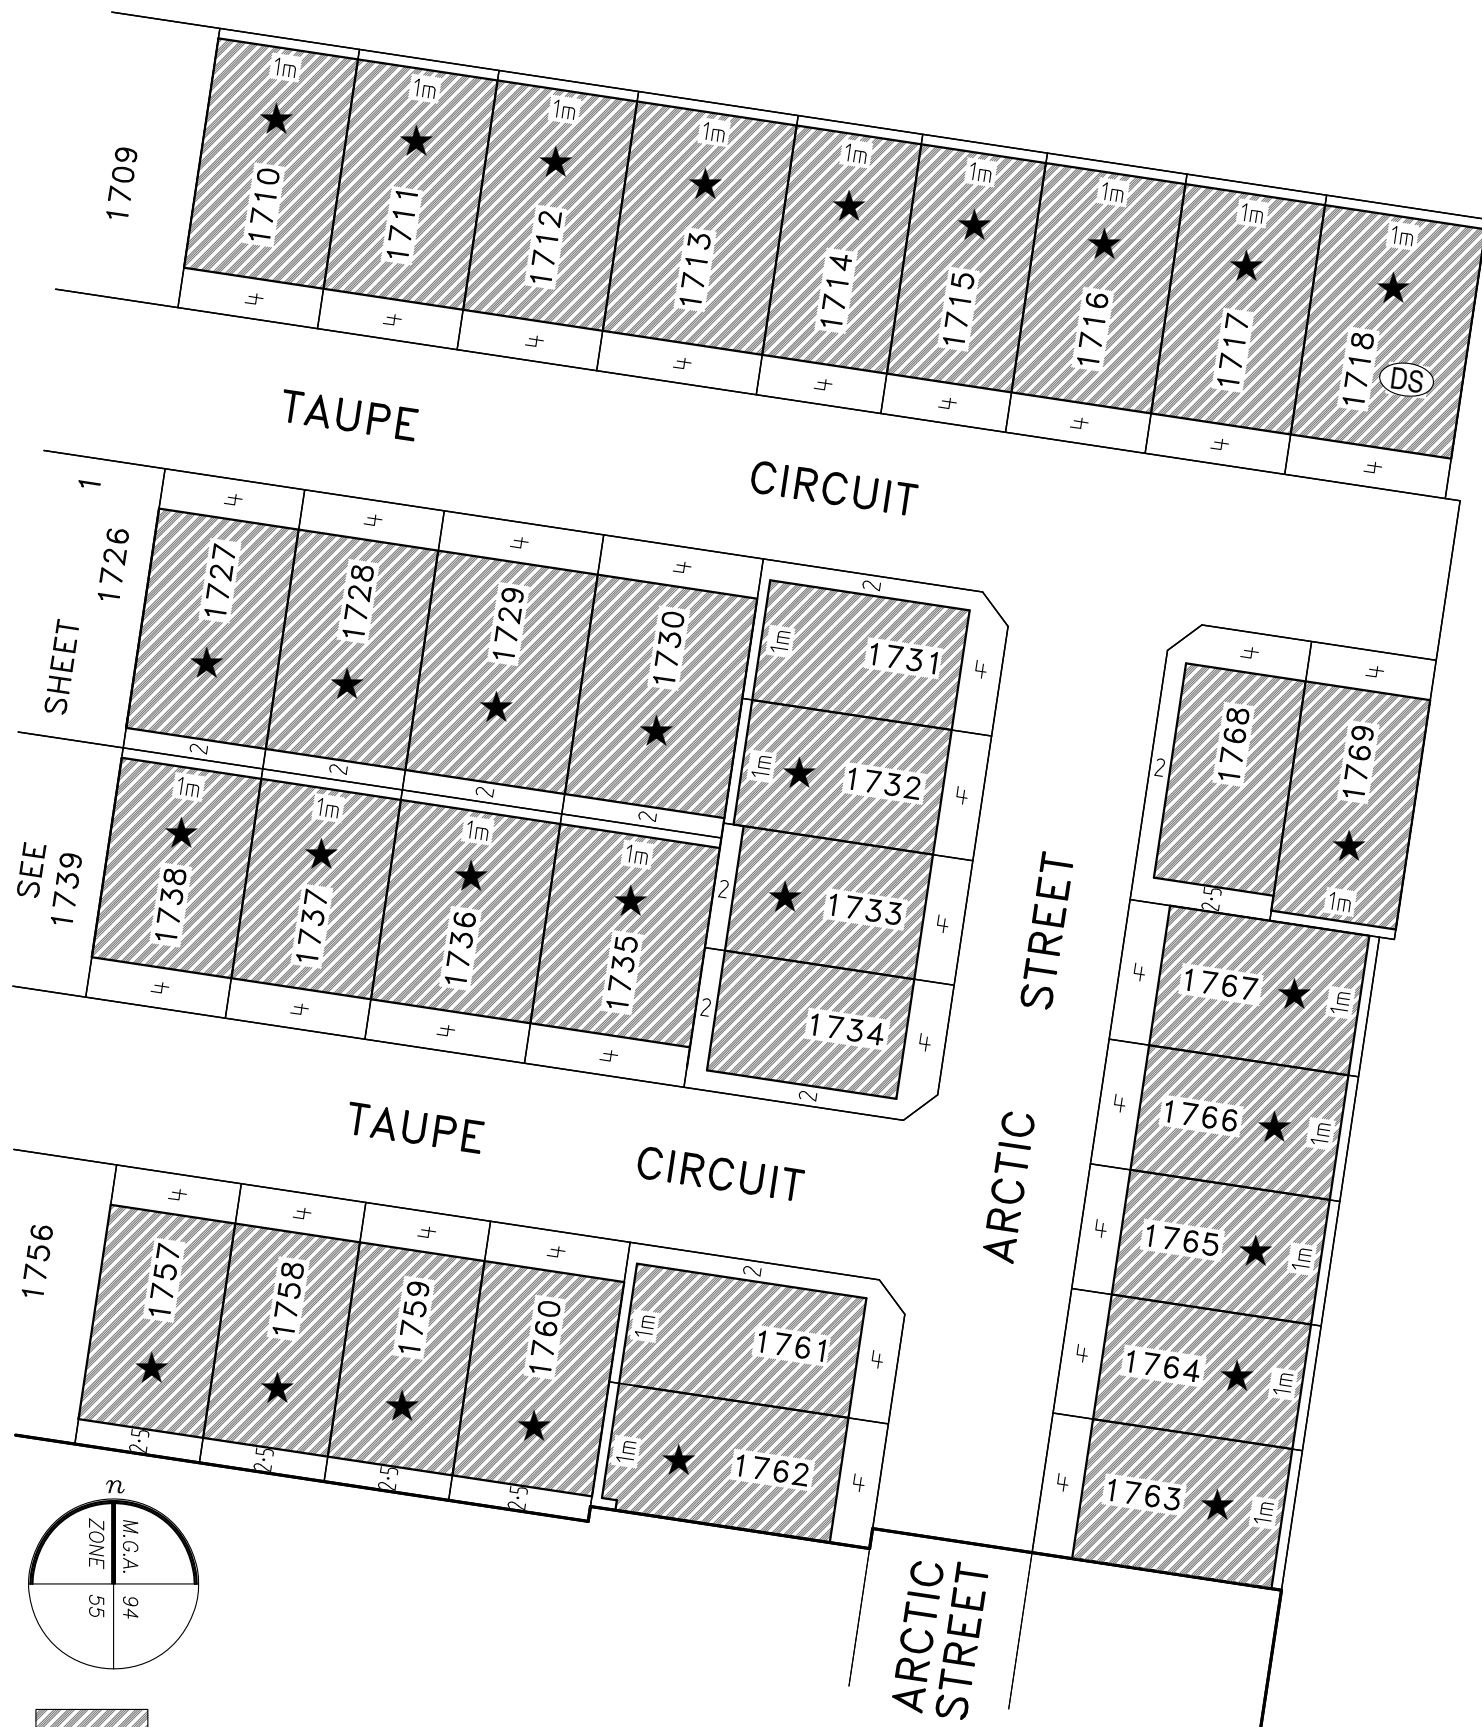 1709
1m
1710
4
1m
1711
4
1m
1712
4
1m
1713
4
1m
1714
4
1m
1715
4
1m
1716
4
1m
1717
4
1m
1718
DS
4
TAUPE
CIRCUIT
SEE
SHEET
1
1726
4
1727
2
4
1728
2
4
1729
2
4
1730
2
2
1m
1731
4
1m
1732
4
2
1733
4
2
1734
4
2
1739
1m
1738
4
1m
1737
4
1m
1736
4
1m
1735
4
4
1768
2
2·5
4
1769
1m
ARCTIC
STREET
4
1767
1m
4
1766
1m
4
1765
1m
4
1764
1m
4
1763
1m
TAUPE
CIRCUIT
1756
4
1757
2·5
4
1758
2·5
4
1759
2·5
4
1760
2·5
2
1m
1761
4
1m
1762
4
ARCTIC
STREET
n
M.G.A. 94
ZONE 55